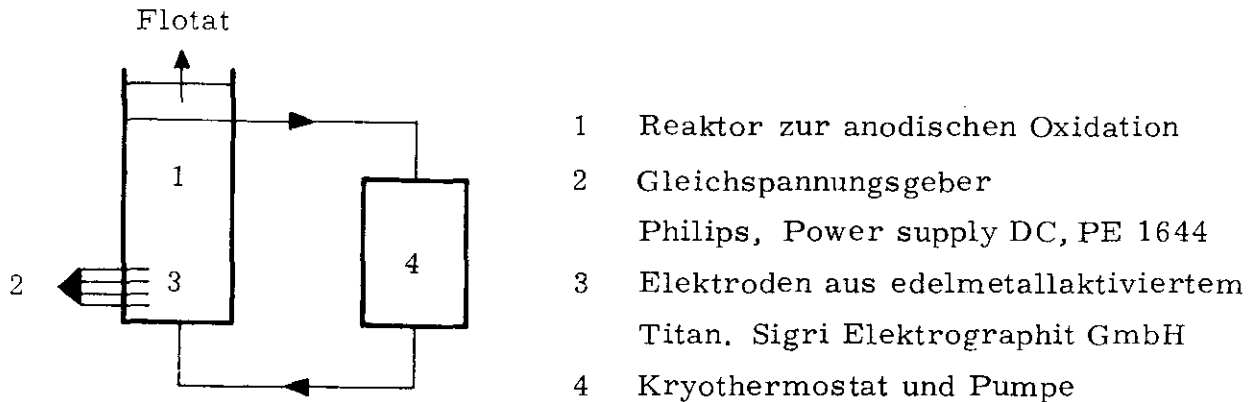 Flotat
1
2
3
4
1 Reaktor zur anodischen Oxidation
2 Gleichspannungsgeber
Philips, Power supply DC, PE 1644
3 Elektroden aus edelmetallaktiviertem
Titan. Sigri Elektrographit GmbH
4 Kryothermostat und Pumpe